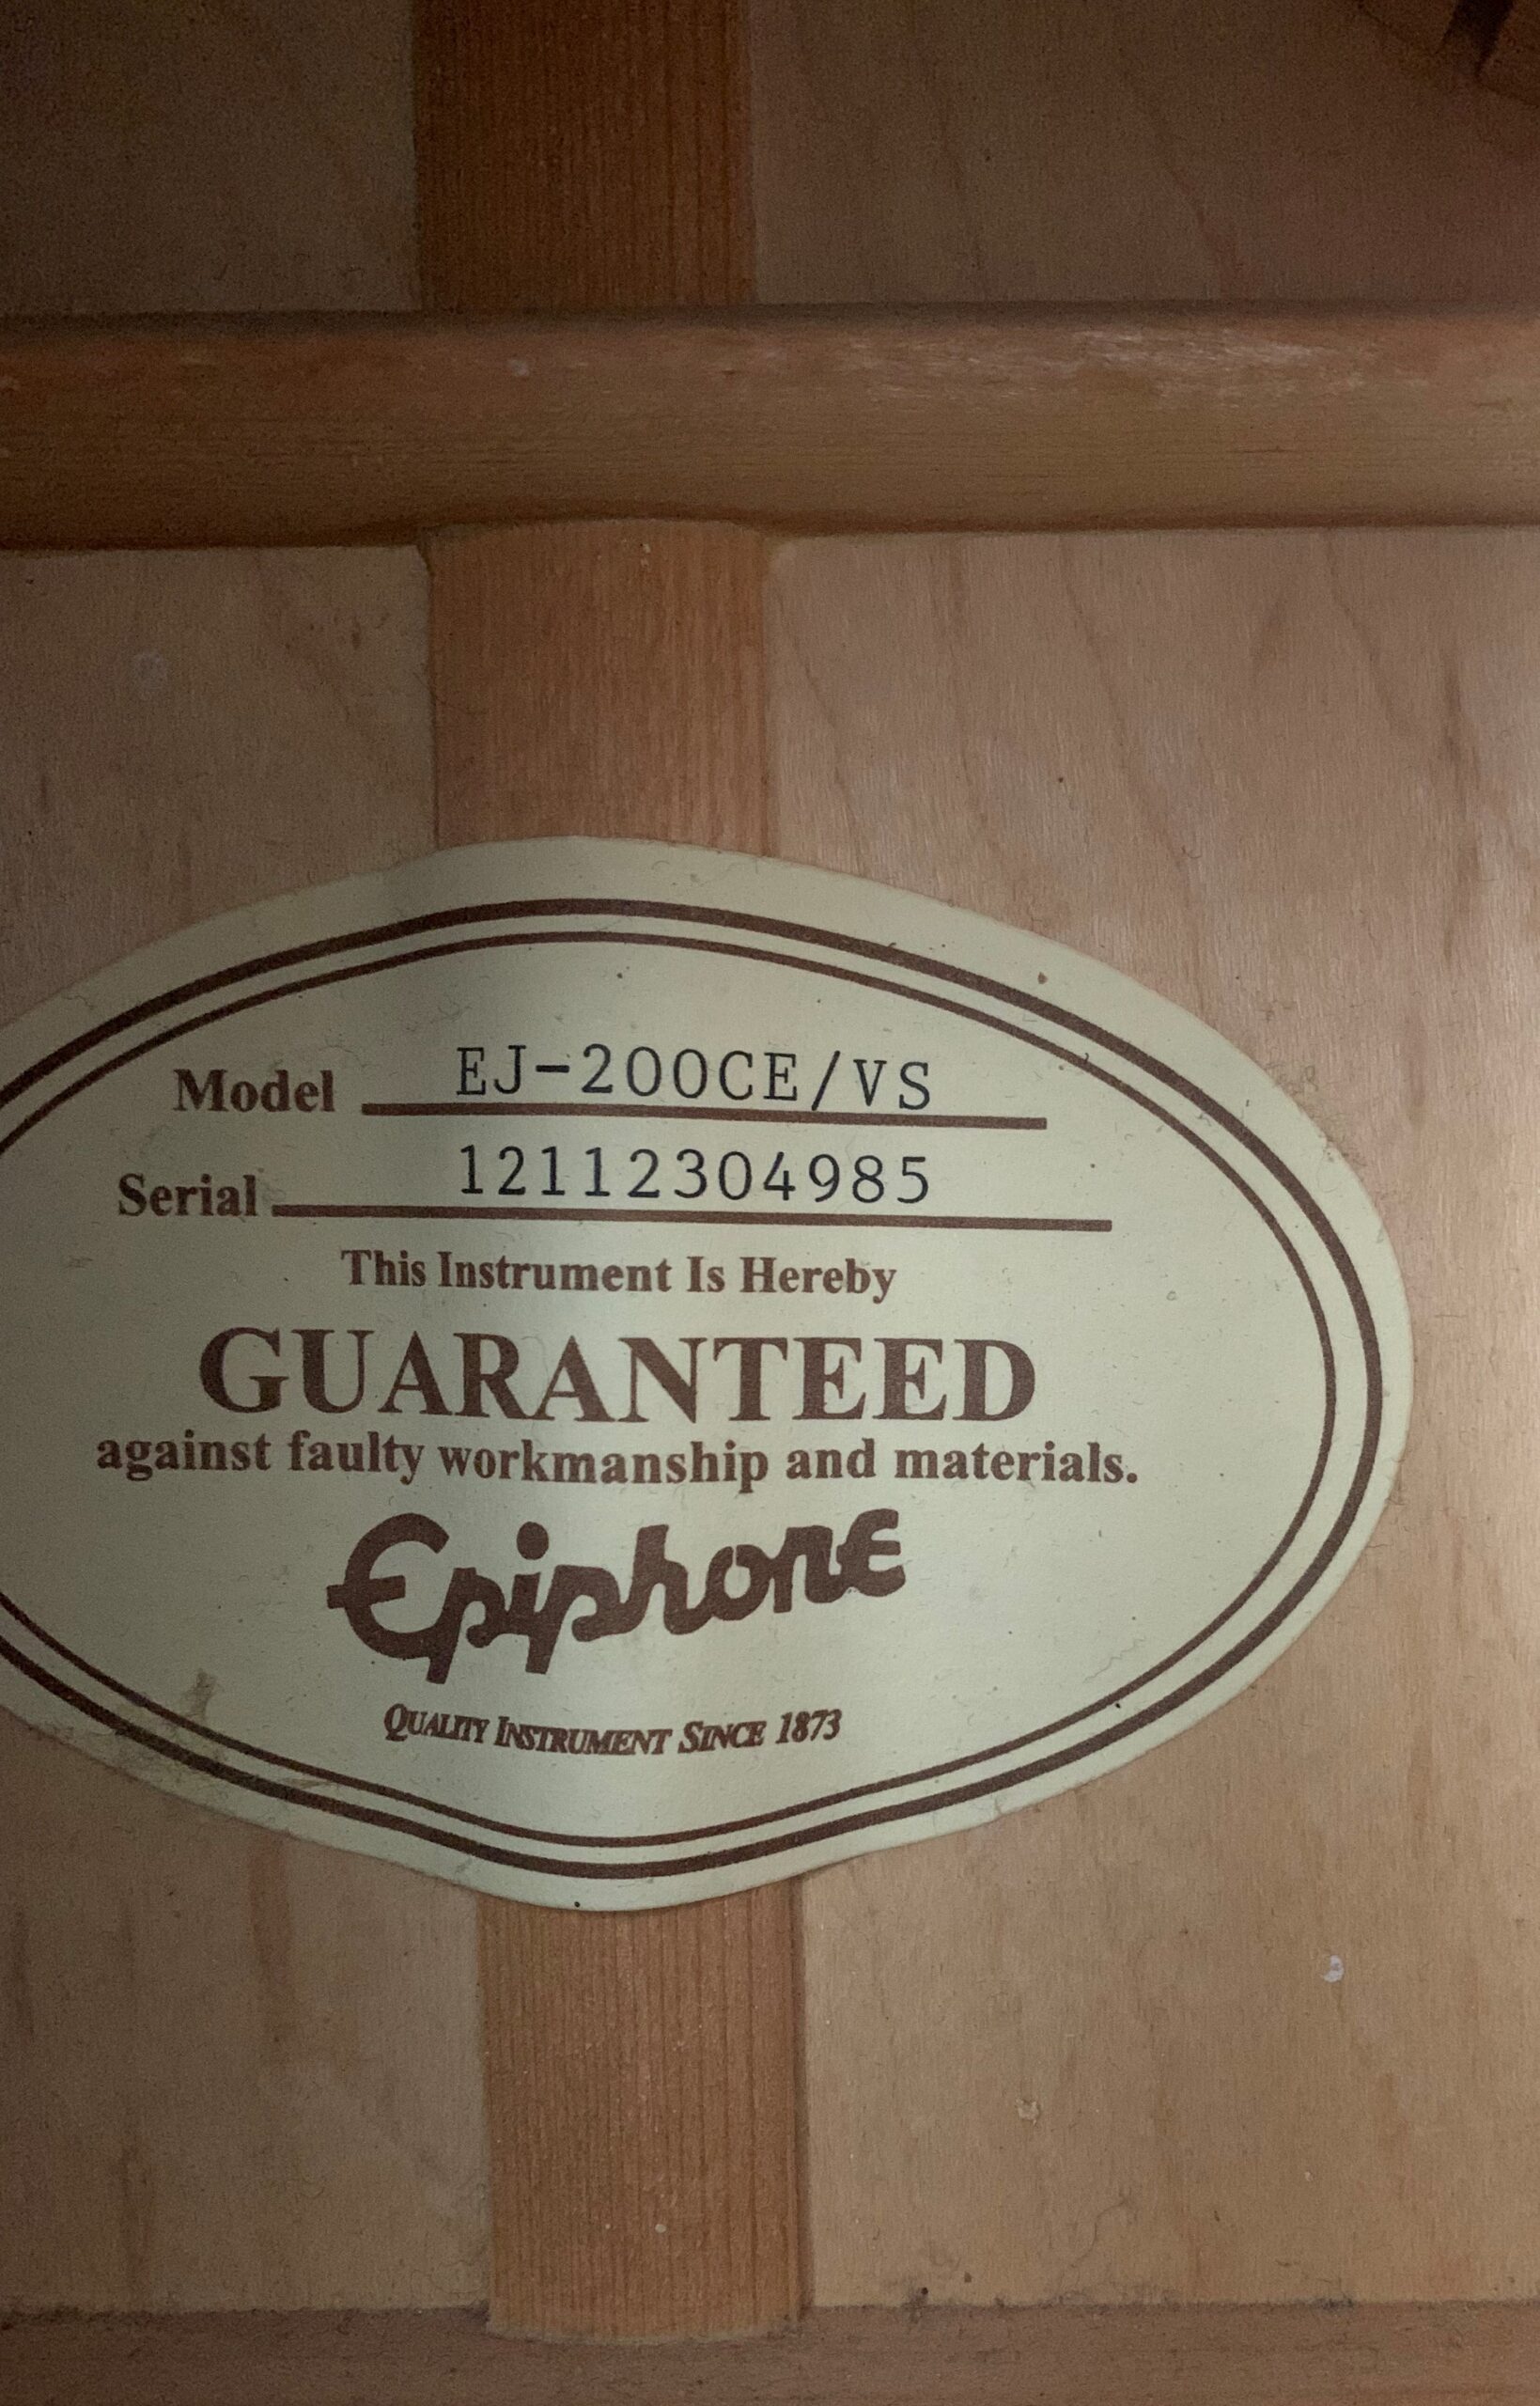 Model EJ-200CE/VS
Serial 12112304985
This Instrument Is Hereby
GUARANTEED
against faulty workmanship and materials.
Epiphone
QUALITY INSTRUMENT SINCE 1873